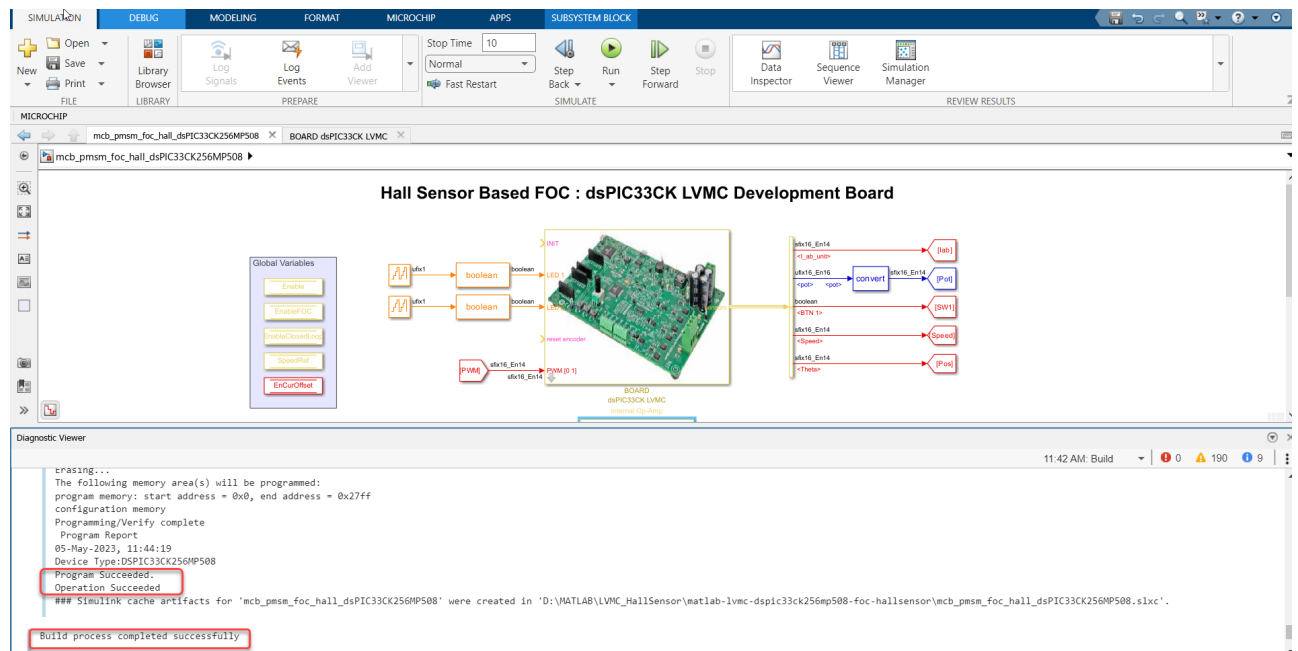 SIMULATION DEBUG MODELING FORMAT MICROCHIP APPS SUBSYSTEM BLOCK
New
Open
Save
Print
FILE
Library Browser
LIBRARY
Log Signals
Log Events
Add Viewer
PREPARE
Stop Time 10
Normal
Fast Restart
Step Back
Run
Step Forward
Stop
SIMULATE
Data Inspector
Sequence Viewer
Simulation Manager
REVIEW RESULTS
MICROCHIP
mcb_pmsm_foc_hall_dsPIC33CK256MP508 × BOARD dsPIC33CK LVMC ×
mcb_pmsm_foc_hall_dsPIC33CK256MP508
Hall Sensor Based FOC : dsPIC33CK LVMC Development Board
Global Variables
Enable
EnableFOC
EnableClosedLoop
SpeedRef
EnCurOffset
ufix1
boolean
boolean
ufix1
boolean
boolean
[PWM]
sfix16_En14
sfix16_En14
INIT
LED 1
reset encoder
PWM [0 1]
BOARD
dsPIC33CK LVMC
Internal Op-Amp
sfix16_En14
<I_ab_unit>
[Iab]
ufix16_En16
<pot> <pot>
convert
sfix16_En14
[Pot]
boolean
<BTN 1>
[SW1]
sfix16_En14
<Speed>
[Speed]
sfix16_En14
<Theta>
[Pos]
Diagnostic Viewer
11:42 AM: Build 0 190 9
Erasing...
The following memory area(s) will be programmed:
program memory: start address = 0x0, end address = 0x27ff
configuration memory
Programming/Verify complete
Program Report
05-May-2023, 11:44:19
Device Type:DSPIC33CK256MP508
Program Succeeded.
Operation Succeeded
### Simulink cache artifacts for 'mcb_pmsm_foc_hall_dsPIC33CK256MP508' were created in 'D:\MATLAB\LVMC_HallSensor\matlab-lvmc-dspic33ck256mp508-foc-hallsensor\mcb_pmsm_foc_hall_dsPIC33CK256MP508.slxc'.
Build process completed successfully